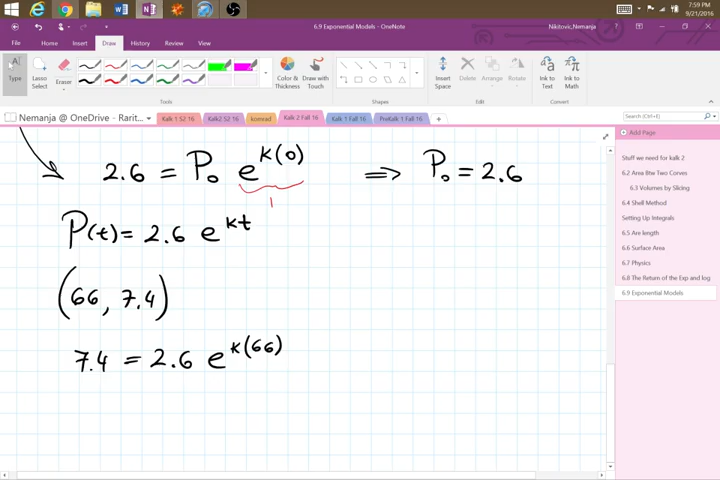 7:59 PM
9/21/2016
6.9 Exponential Models - OneNote
Nikitovic, Nemanja
File
Home
Insert
Draw
History
Review
View
Type
Lasso Select
Eraser
Color & Thickness
Draw with Touch
Insert Space
Delete
Arrange
Rotate
Ink to Text
Ink to Math
Tools
Shapes
Edit
Convert
Nemanja @ OneDrive - Rarit...
Kalk 1 S2 16
Kalk2 S2 16
konrad
Kalk 2 Fall 16
Kalk 1 Fall 16
PreKalk 1 Fall 16
Search (Ctrl+E)
Add Page
Stuff we need for kalk 2
6.2 Area Btw Two Curves
6.3 Volumes by Slicing
6.4 Shell Method
Setting Up Integrals
6.5 Arc length
6.6 Surface Area
6.7 Physics
6.8 The Return of the Exp and log
6.9 Exponential Models
2.6 = P₀ e^{k(0)} ⟹ P₀ = 2.6
1
P(t) = 2.6 e^{kt}
(66, 7.4)
7.4 = 2.6 e^{k(66)}